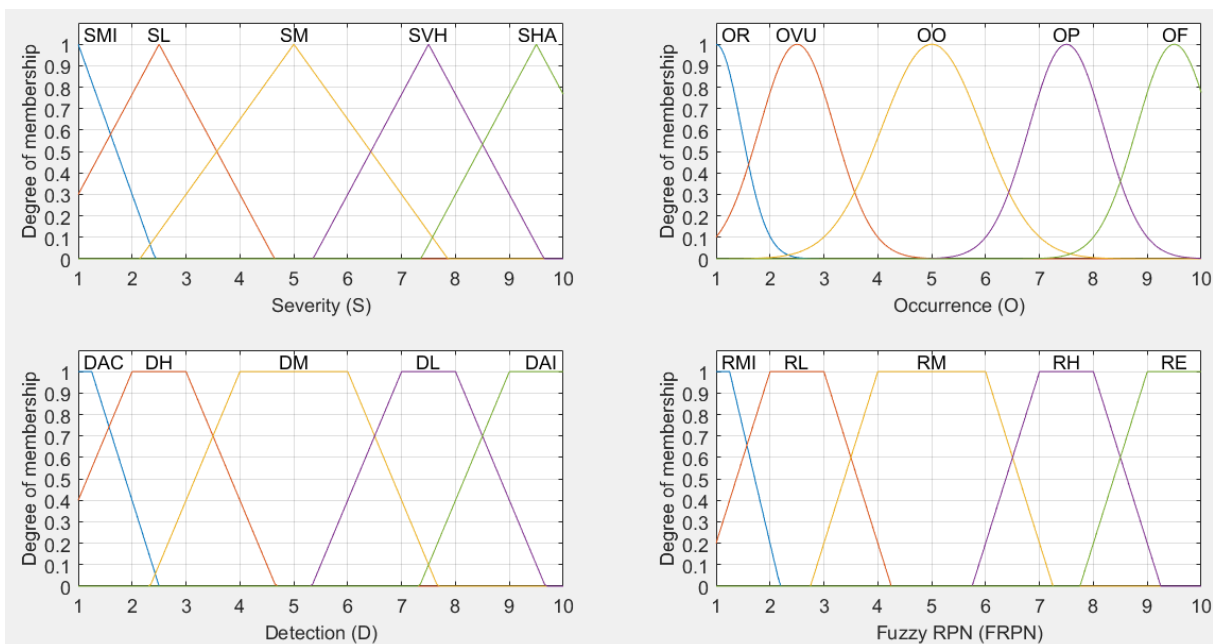 SMI SL SM SVH SHA
1
0.9
0.8
0.7
0.6
0.5
0.4
0.3
0.2
0.1
0
Degree of membership
1 2 3 4 5 6 7 8 9 10
Severity (S)
OR OVU OO OP OF
1
0.9
0.8
0.7
0.6
0.5
0.4
0.3
0.2
0.1
0
Degree of membership
1 2 3 4 5 6 7 8 9 10
Occurrence (O)
DAC DH DM DL DAI
1
0.9
0.8
0.7
0.6
0.5
0.4
0.3
0.2
0.1
0
Degree of membership
1 2 3 4 5 6 7 8 9 10
Detection (D)
RMI RL RM RH RE
1
0.9
0.8
0.7
0.6
0.5
0.4
0.3
0.2
0.1
0
Degree of membership
1 2 3 4 5 6 7 8 9 10
Fuzzy RPN (FRPN)